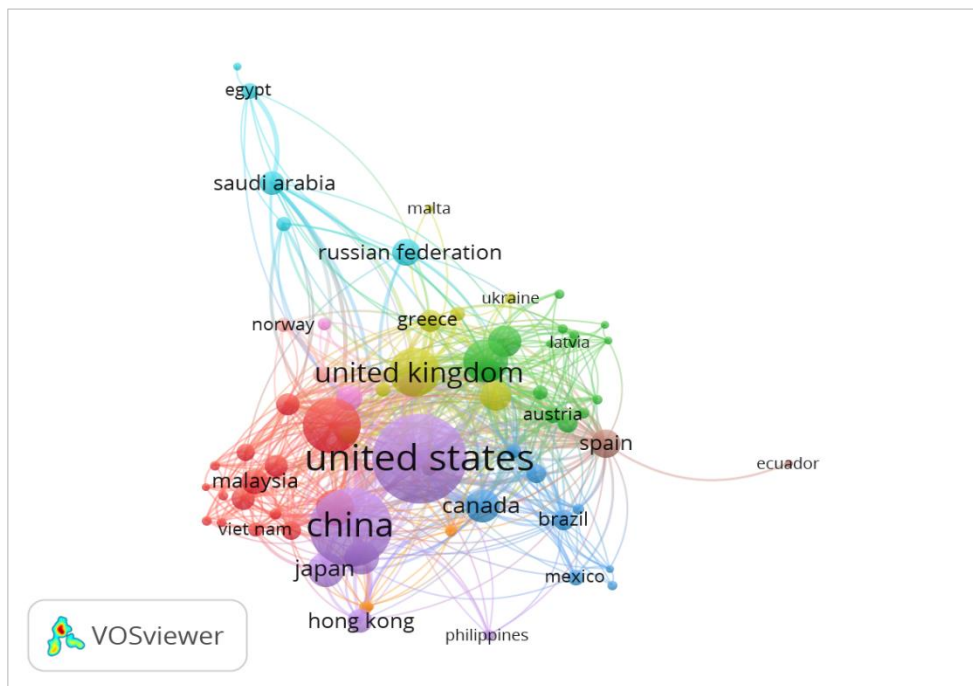 egypt
saudi arabia
malta
russian federation
ukraine
norway
greece
latvia
united kingdom
austria
spain
united states
ecuador
malaysia
canada
viet nam
china
brazil
japan
mexico
hong kong
philippines
VOSviewer